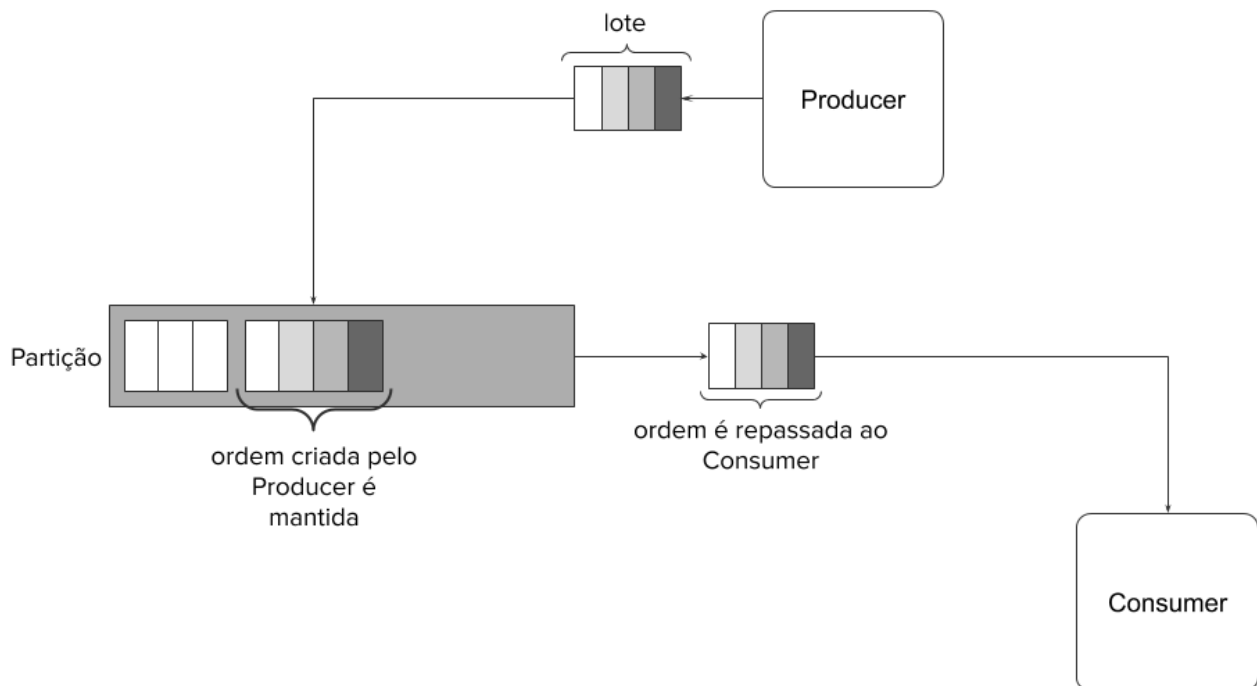 lote
Producer
Partição
ordem criada pelo
Producer é
mantida
ordem é repassada ao
Consumer
Consumer